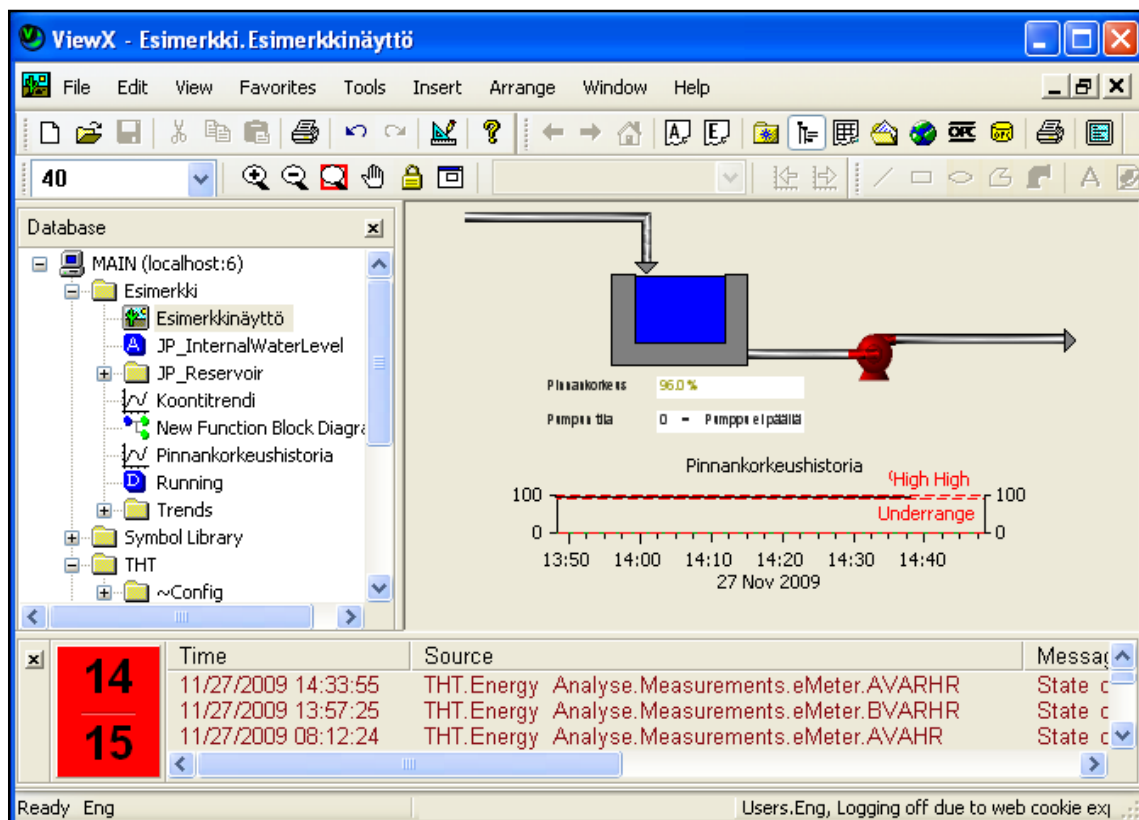 ViewX - Esimerkki.Esimerkkinäyttö
File Edit View Favorites Tools Insert Arrange Window Help
40
Database
MAIN (localhost:6)
Esimerkki
Esimerkkinäyttö
JP_InternalWaterLevel
JP_Reservoir
Koontitrendi
New Function Block Diagra
Pinnankorkeushistoria
Running
Trends
Symbol Library
THT
~Config
Pinnankorkeus 96.0 %
Pumpun tila 0 - Pumppu ei päällä
Pinnankorkeushistoria
High High
100 100
Underrange
0 0
13:50 14:00 14:10 14:20 14:30 14:40
27 Nov 2009
14
15
Time Source Messag
11/27/2009 14:33:55 THT.Energy Analyse.Measurements.eMeter.AVARHR State c
11/27/2009 13:57:25 THT.Energy Analyse.Measurements.eMeter.BVARHR State c
11/27/2009 08:12:24 THT.Energy Analyse.Measurements.eMeter.AVAHR State c
Ready Eng Users.Eng, Logging off due to web cookie exp